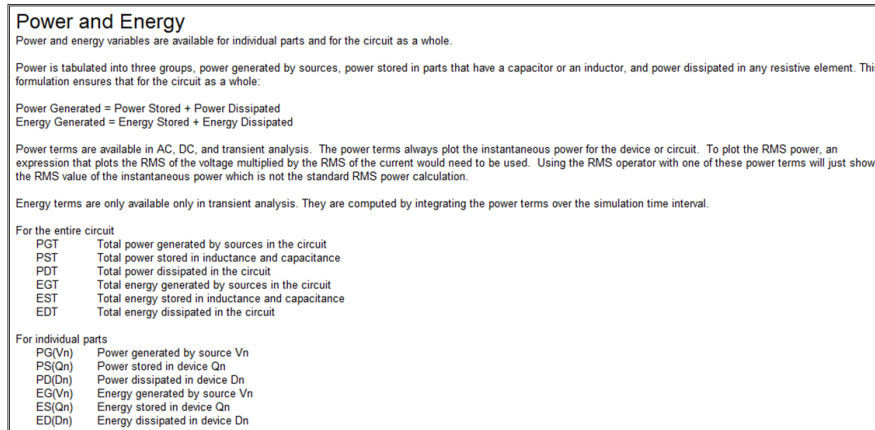 Power and Energy
Power and energy variables are available for individual parts and for the circuit as a whole.
Power is tabulated into three groups, power generated by sources, power stored in parts that have a capacitor or an inductor, and power dissipated in any resistive element. Thi
formulation ensures that for the circuit as a whole:
Power Generated = Power Stored + Power Dissipated
Energy Generated = Energy Stored + Energy Dissipated
Power terms are available in AC, DC, and transient analysis. The power terms always plot the instantaneous power for the device or circuit. To plot the RMS power, an
expression that plots the RMS of the voltage multiplied by the RMS of the current would need to be used. Using the RMS operator with one of these power terms will just show
the RMS value of the instantaneous power which is not the standard RMS power calculation.
Energy terms are only available only in transient analysis. They are computed by integrating the power terms over the simulation time interval.
For the entire circuit
PGT Total power generated by sources in the circuit
PST Total power stored in inductance and capacitance
PDT Total power dissipated in the circuit
EGT Total energy generated by sources in the circuit
EST Total energy stored in inductance and capacitance
EDT Total energy dissipated in the circuit
For individual parts
PG(Vn) Power generated by source Vn
PS(Qn) Power stored in device Qn
PD(Dn) Power dissipated in device Dn
EG(Vn) Energy generated by source Vn
ES(Qn) Energy stored in device Qn
ED(Dn) Energy dissipated in device Dn